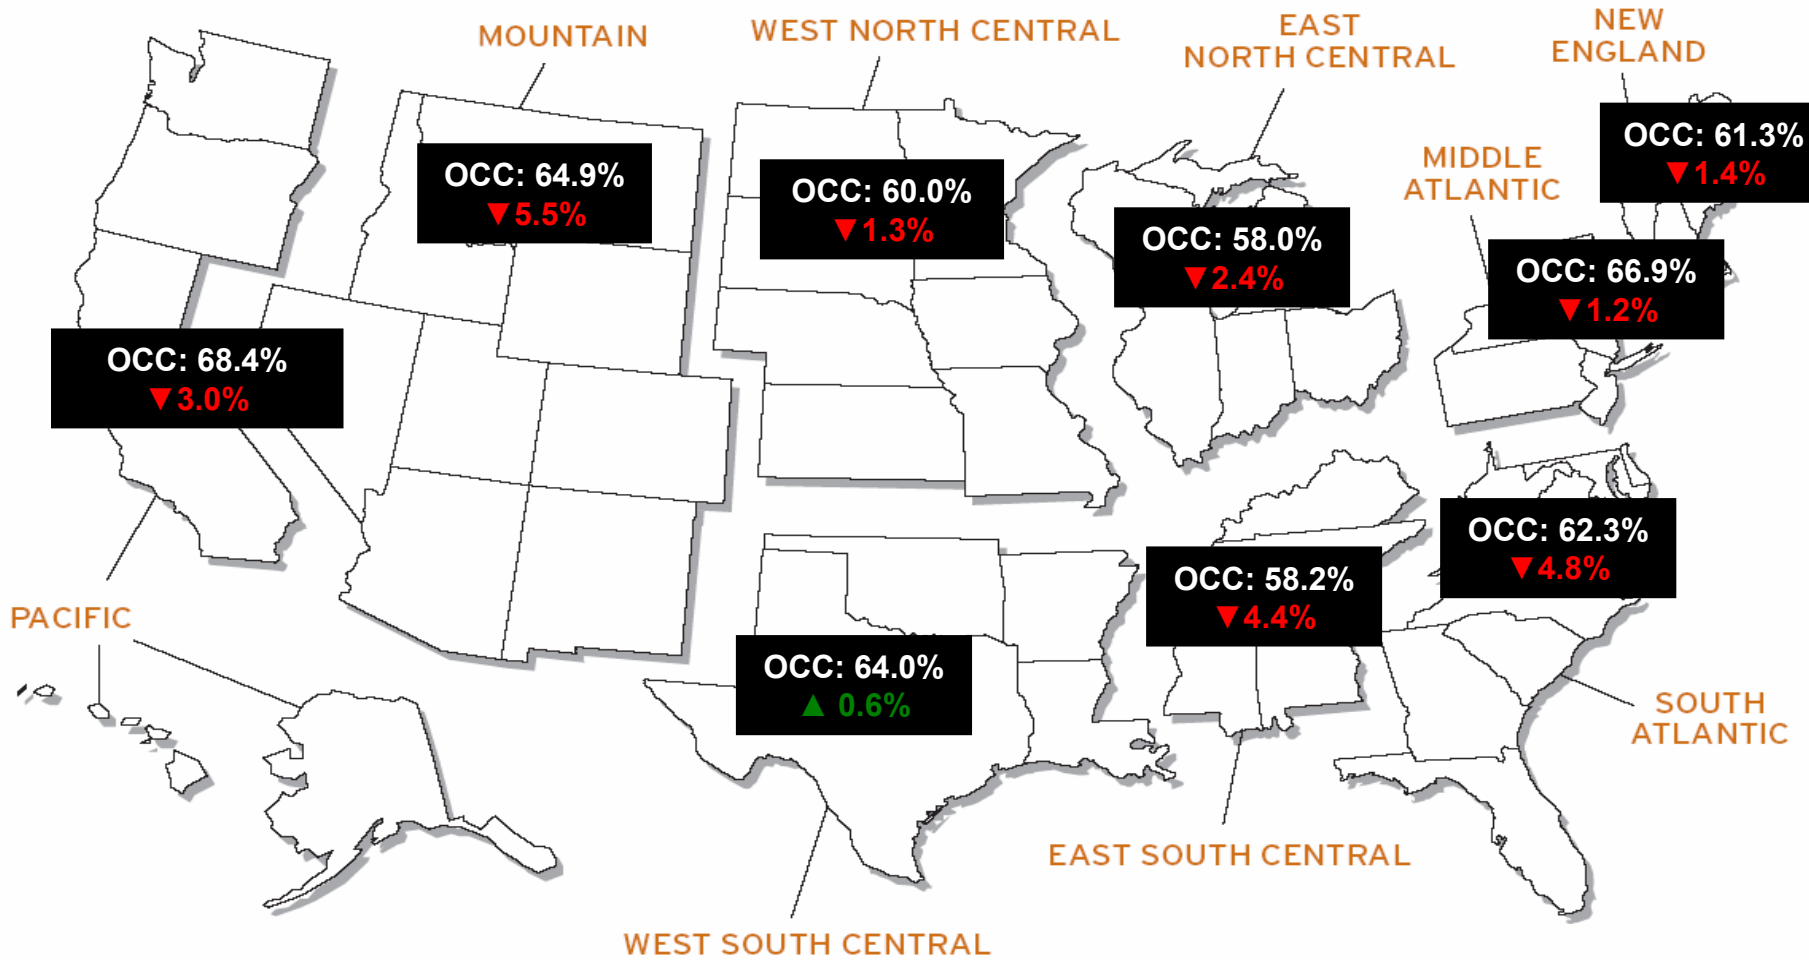 MOUNTAIN
WEST NORTH CENTRAL
EAST
NORTH CENTRAL
NEW
ENGLAND
MIDDLE
ATLANTIC
OCC: 61.3%
▼1.4%
OCC: 64.9%
▼5.5%
OCC: 60.0%
▼1.3%
OCC: 58.0%
▼2.4%
OCC: 66.9%
▼1.2%
OCC: 68.4%
▼3.0%
OCC: 62.3%
▼4.8%
OCC: 58.2%
▼4.4%
PACIFIC
OCC: 64.0%
▲ 0.6%
SOUTH
ATLANTIC
EAST SOUTH CENTRAL
WEST SOUTH CENTRAL